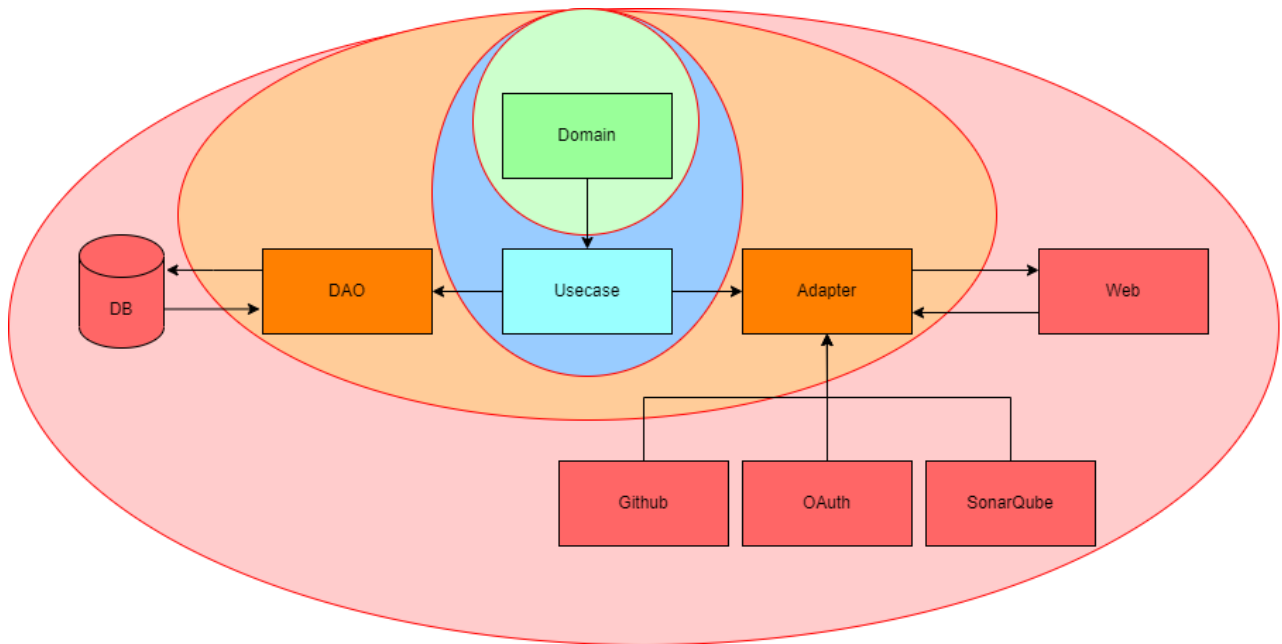 Domain
DB
DAO
Usecase
Adapter
Web
Github
OAuth
SonarQube